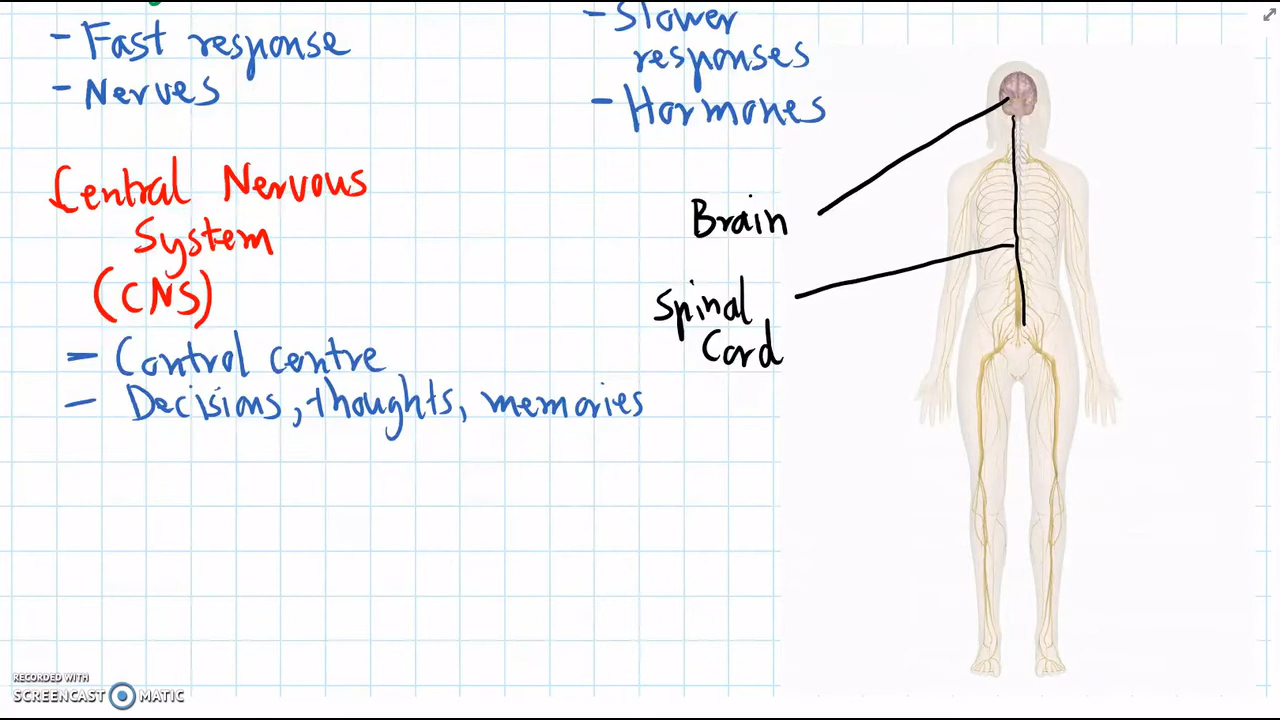 - Fast response
- Nerves
- Slower
responses
- Hormones
Central Nervous
System
(CNS)
- Control centre
- Decisions, thoughts, memories
Brain
Spinal
Cord
RECORDED WITH
SCREENCAST MATIC